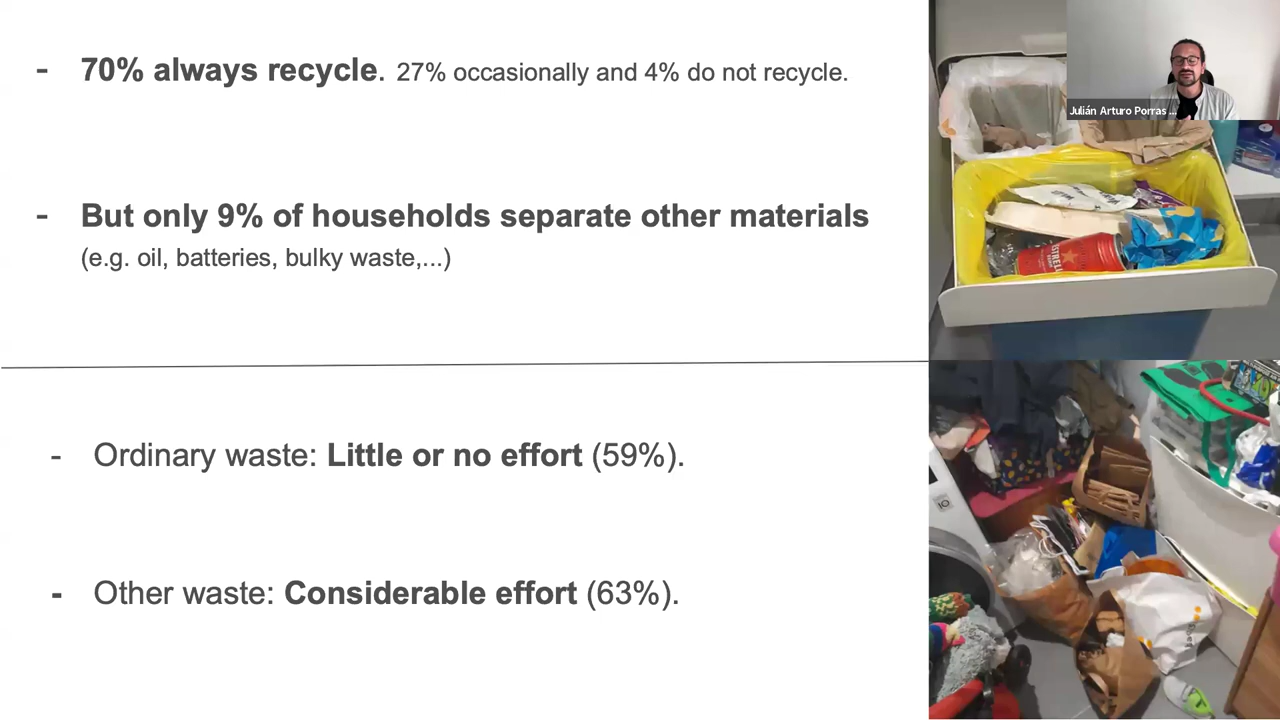 - 70% always recycle. 27% occasionally and 4% do not recycle.
- But only 9% of households separate other materials
(e.g. oil, batteries, bulky waste,...)
- Ordinary waste: Little or no effort (59%).
- Other waste: Considerable effort (63%).
Julián Arturo Porras ...
ESTRELLA